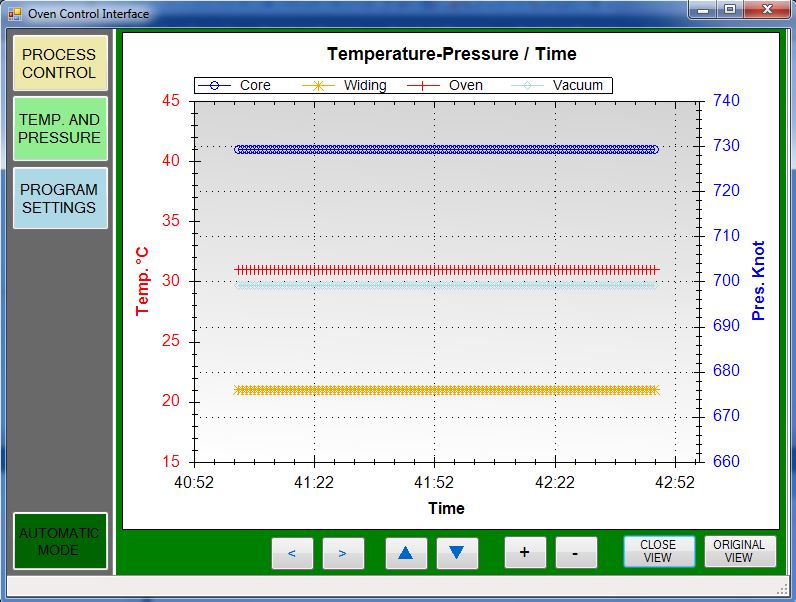 Oven Control Interface
PROCESS
CONTROL
TEMP. AND
PRESSURE
PROGRAM
SETTINGS
AUTOMATIC
MODE
Temperature-Pressure / Time
Core Widing Oven Vacuum
45
40
35
30
25
20
15
Temp. °C
740
730
720
710
700
690
680
670
660
Pres. Knot
40:52 41:22 41:52 42:22 42:52
Time
< > + -
CLOSE
VIEW
ORIGINAL
VIEW